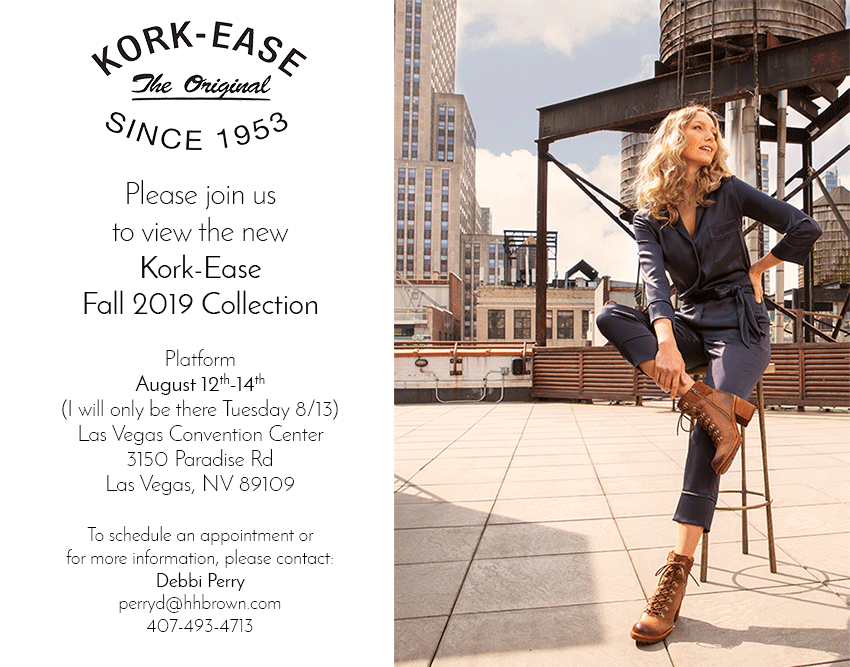 KORK-EASE
The Original
SINCE 1953
Please join us
to view the new
Kork-Ease
Fall 2019 Collection
Platform
August 12th-14th
(I will only be there Tuesday 8/13)
Las Vegas Convention Center
3150 Paradise Rd
Las Vegas, NV 89109
To schedule an appointment or
for more information, please contact:
Debbi Perry
perryd@hhbrown.com
407-493-4713